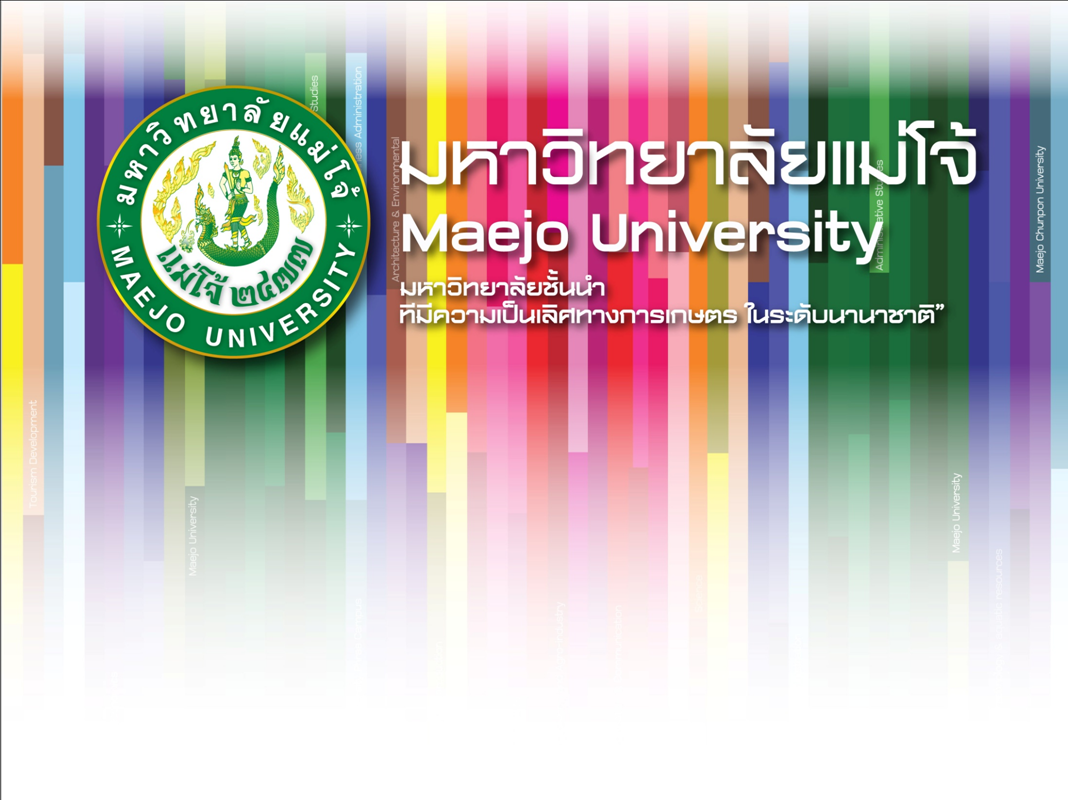 มหาวิทยาลัยแม่โจ้
แม่โจ้ ๒๔๗๗
MAEJO UNIVERSITY
มหาวิทยาลัยแม่โจ้
Maejo University
มหาวิทยาลัยชั้นนำ
ที่มีความเป็นเลิศทางการเกษตร ในระดับนานาชาติ”
Studies
ess Administration
Architecture & Environmental
Maejo Chunpon University
Tourism Development
Maejo University
Maejo University